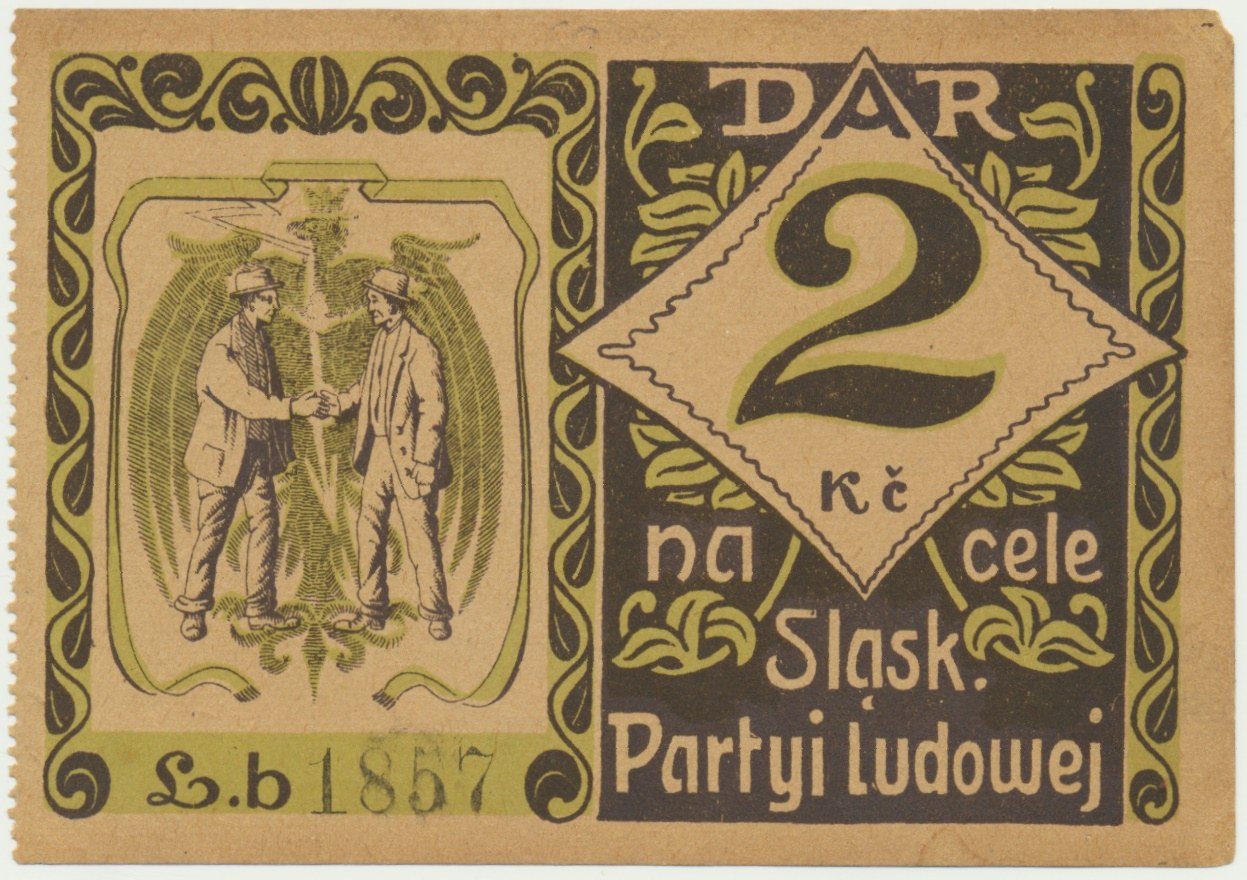 DAR
2
Kč
na cele
Śląsk.
Partyi ludowej
L.b 1857